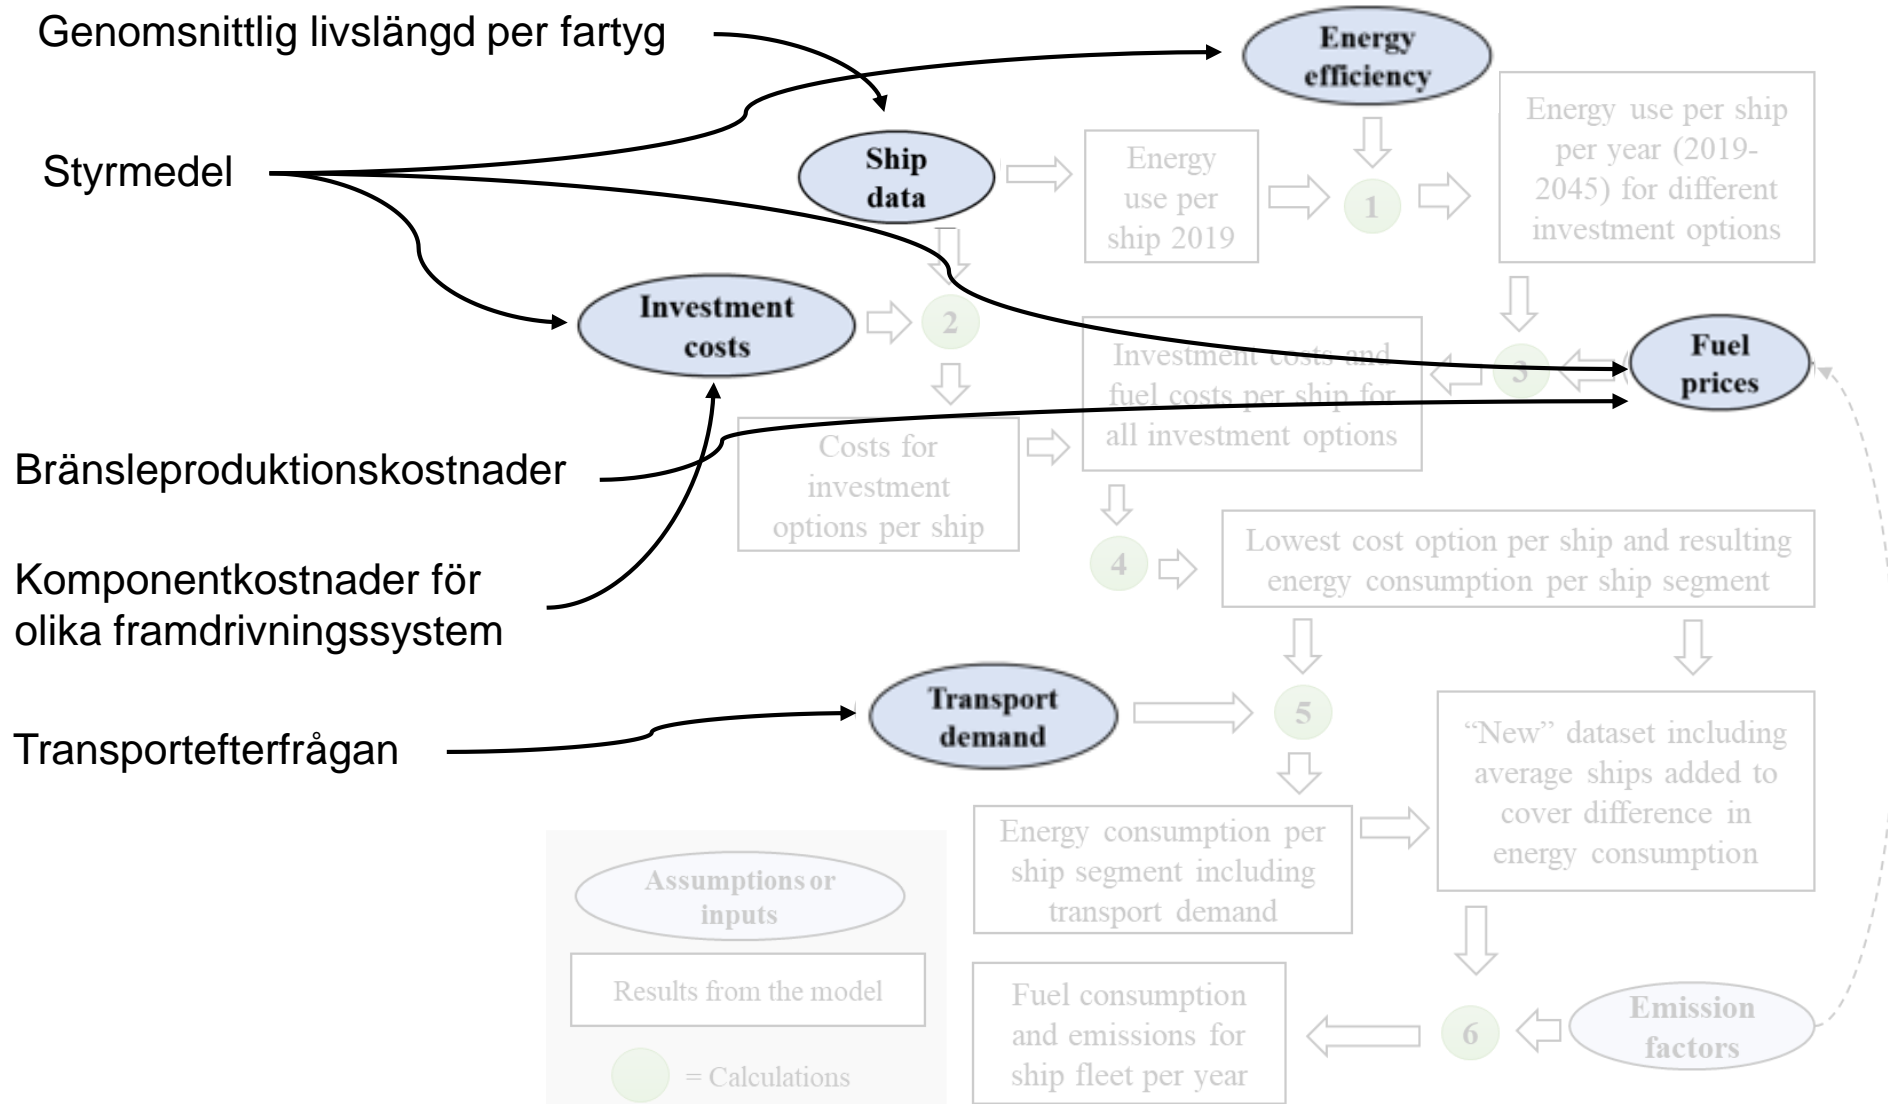 Genomsnittlig livslängd per fartyg
Styrmedel
Bränsleproduktionskostnader
Komponentkostnader för
olika framdrivningssystem
Transportefterfrågan
Energy
efficiency
Ship
data
Energy
use per
ship 2019
1
Energy use per ship
per year (2019-
2045) for different
investment options
Investment
costs
2
Investment costs and
fuel costs per ship for
all investment options
3
Fuel
prices
Costs for
investment
options per ship
4
Lowest cost option per ship and resulting
energy consumption per ship segment
Transport
demand
5
“New” dataset including
average ships added to
cover difference in
energy consumption
Energy consumption per
ship segment including
transport demand
Fuel consumption
and emissions for
ship fleet per year
6
Emission
factors
Assumptions or
inputs
Results from the model
= Calculations